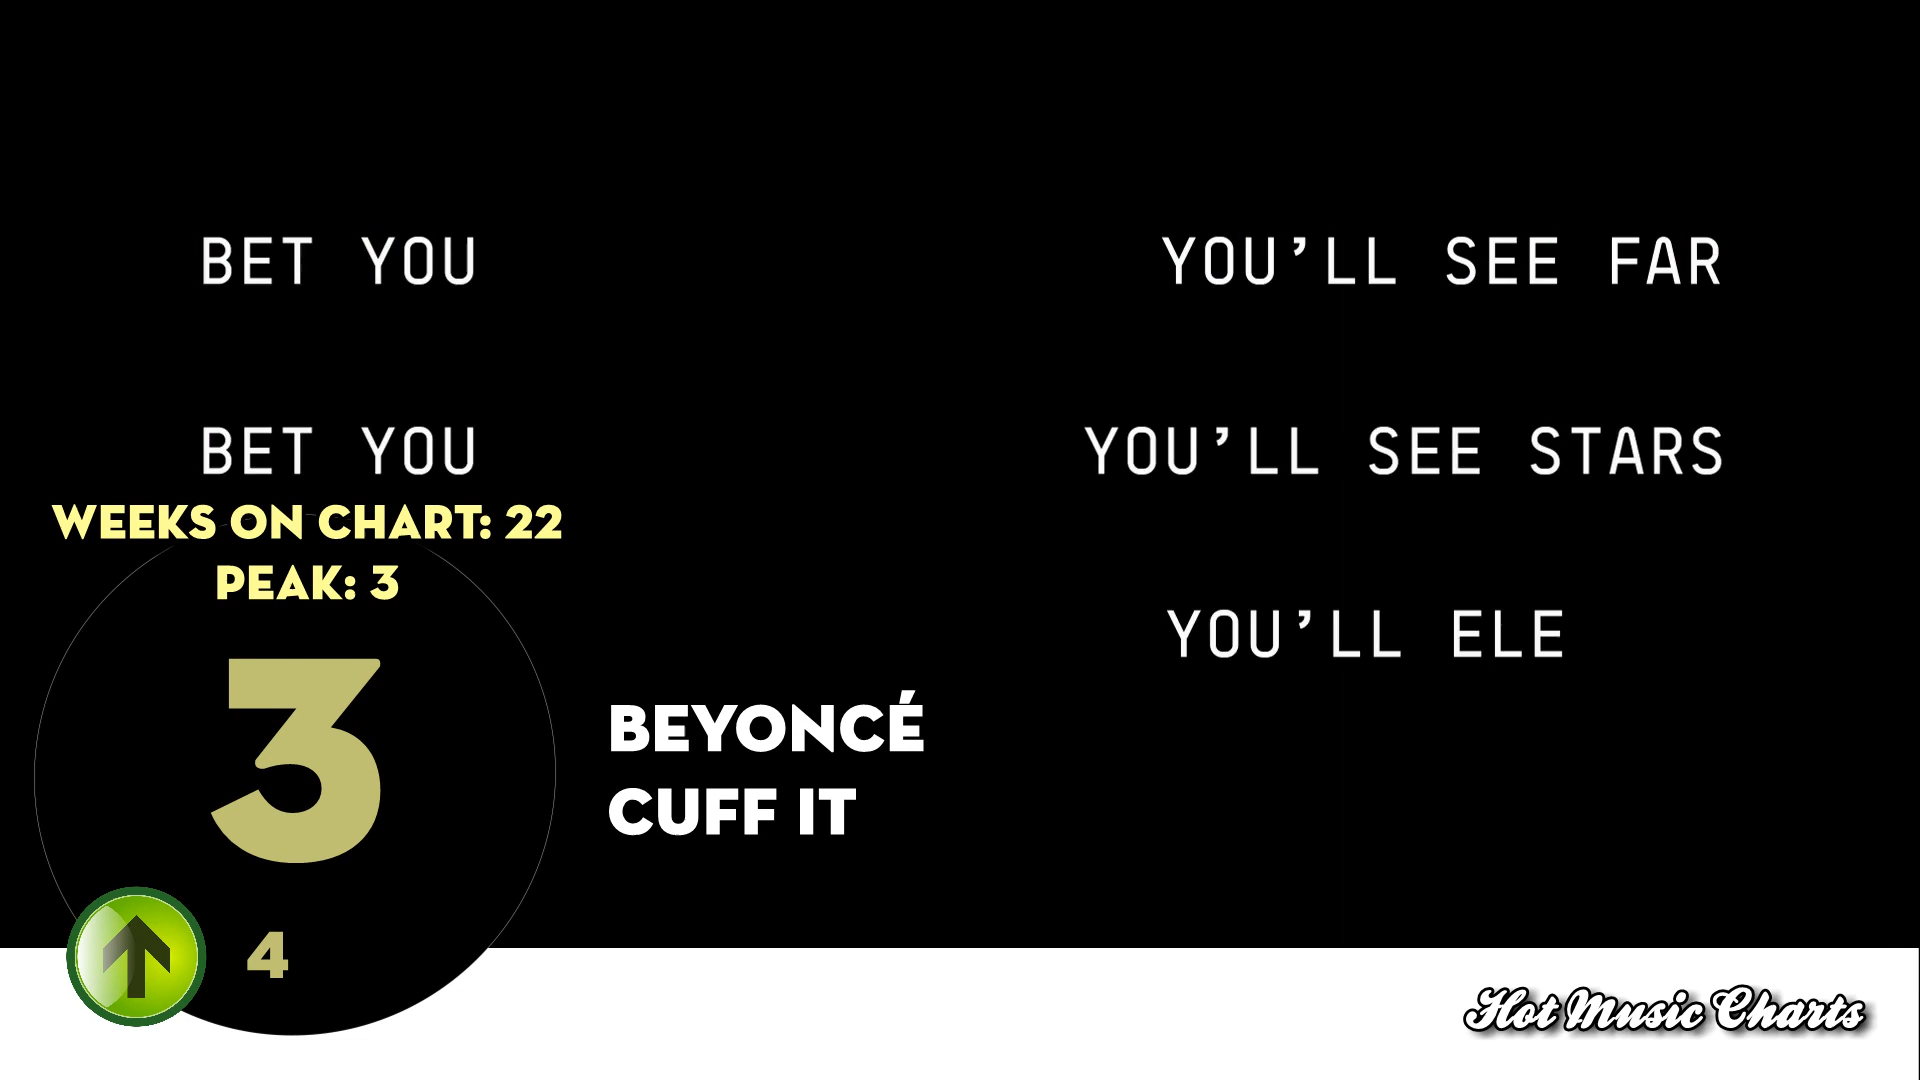 BET YOU YOU'LL SEE FAR
BET YOU YOU'LL SEE STARS
YOU'LL ELE
WEEKS ON CHART: 22
PEAK: 3
3
BEYONCÉ
CUFF IT
4
Hot Music Charts